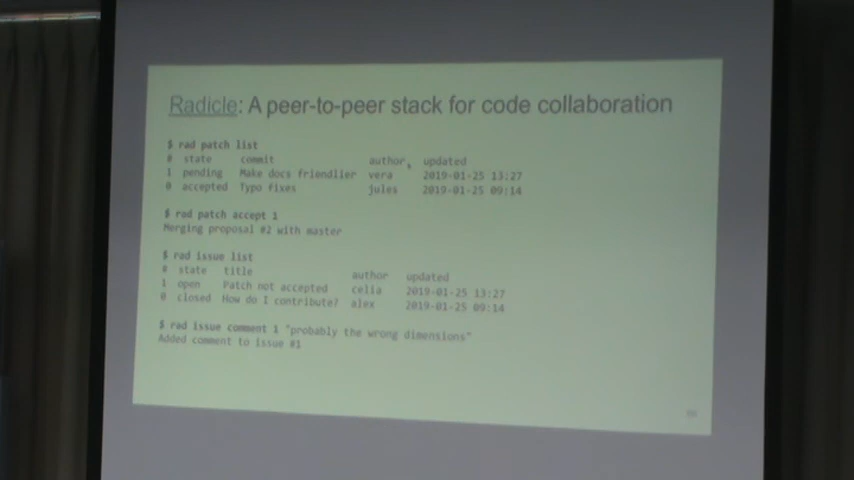 Radicle: A peer-to-peer stack for code collaboration
$ rad patch list
# state commit author updated
1 pending Make docs friendlier vera 2019-01-25 13:27
0 accepted Typo fixes jules 2019-01-25 09:14
$ rad patch accept 1
Merging proposal #2 with master
$ rad issue list
# state title author updated
1 open Patch not accepted celia 2019-01-25 13:27
0 closed How do I contribute? alex 2019-01-25 09:14
$ rad issue comment 1 "probably the wrong dimensions"
Added comment to issue #1